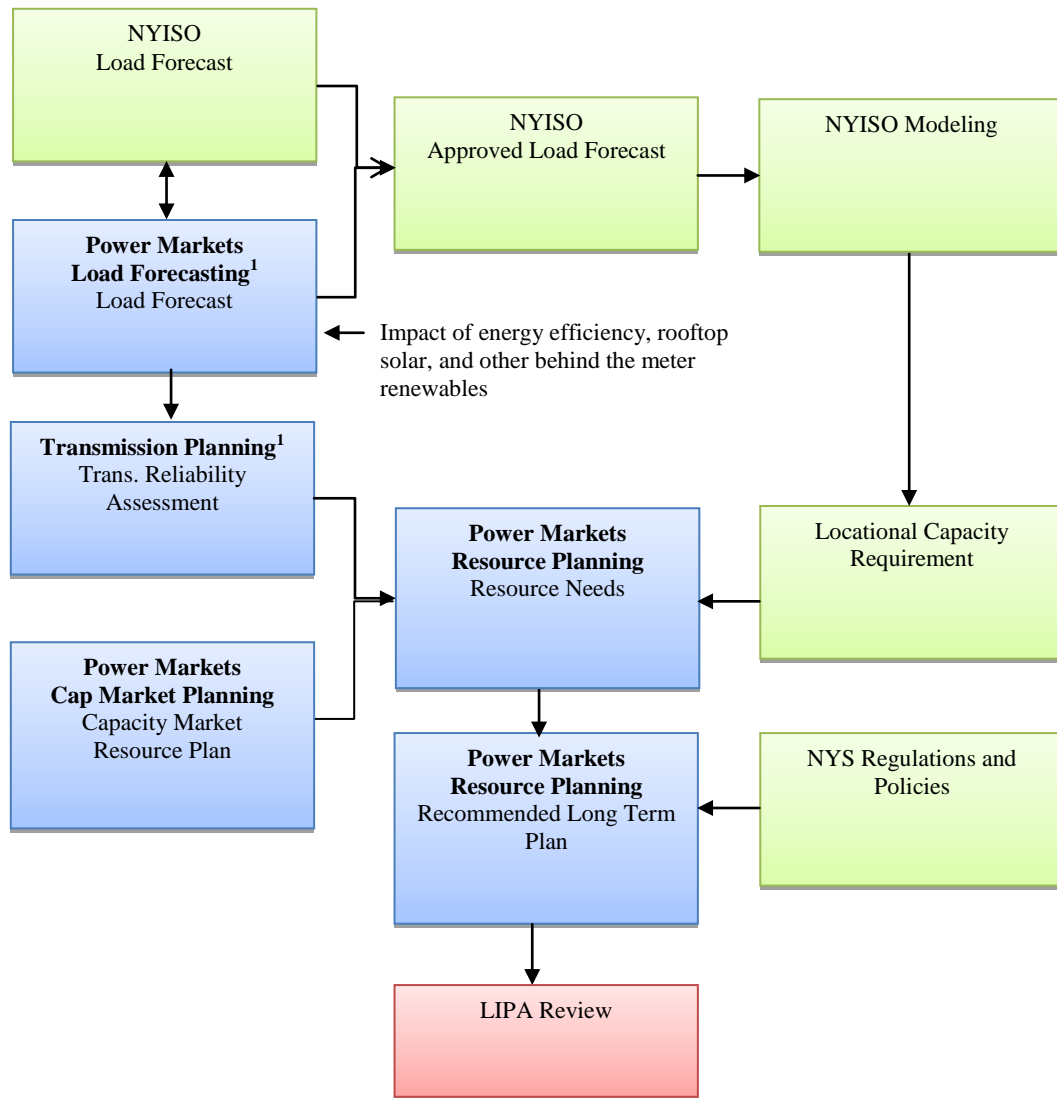 NYISO
Load Forecast
NYISO
Approved Load Forecast
NYISO Modeling
Power Markets
Load Forecasting¹
Load Forecast
Impact of energy efficiency, rooftop
solar, and other behind the meter
renewables
Transmission Planning¹
Trans. Reliability
Assessment
Power Markets
Resource Planning
Resource Needs
Locational Capacity
Requirement
Power Markets
Cap Market Planning
Capacity Market
Resource Plan
Power Markets
Resource Planning
Recommended Long Term
Plan
NYS Regulations and
Policies
LIPA Review